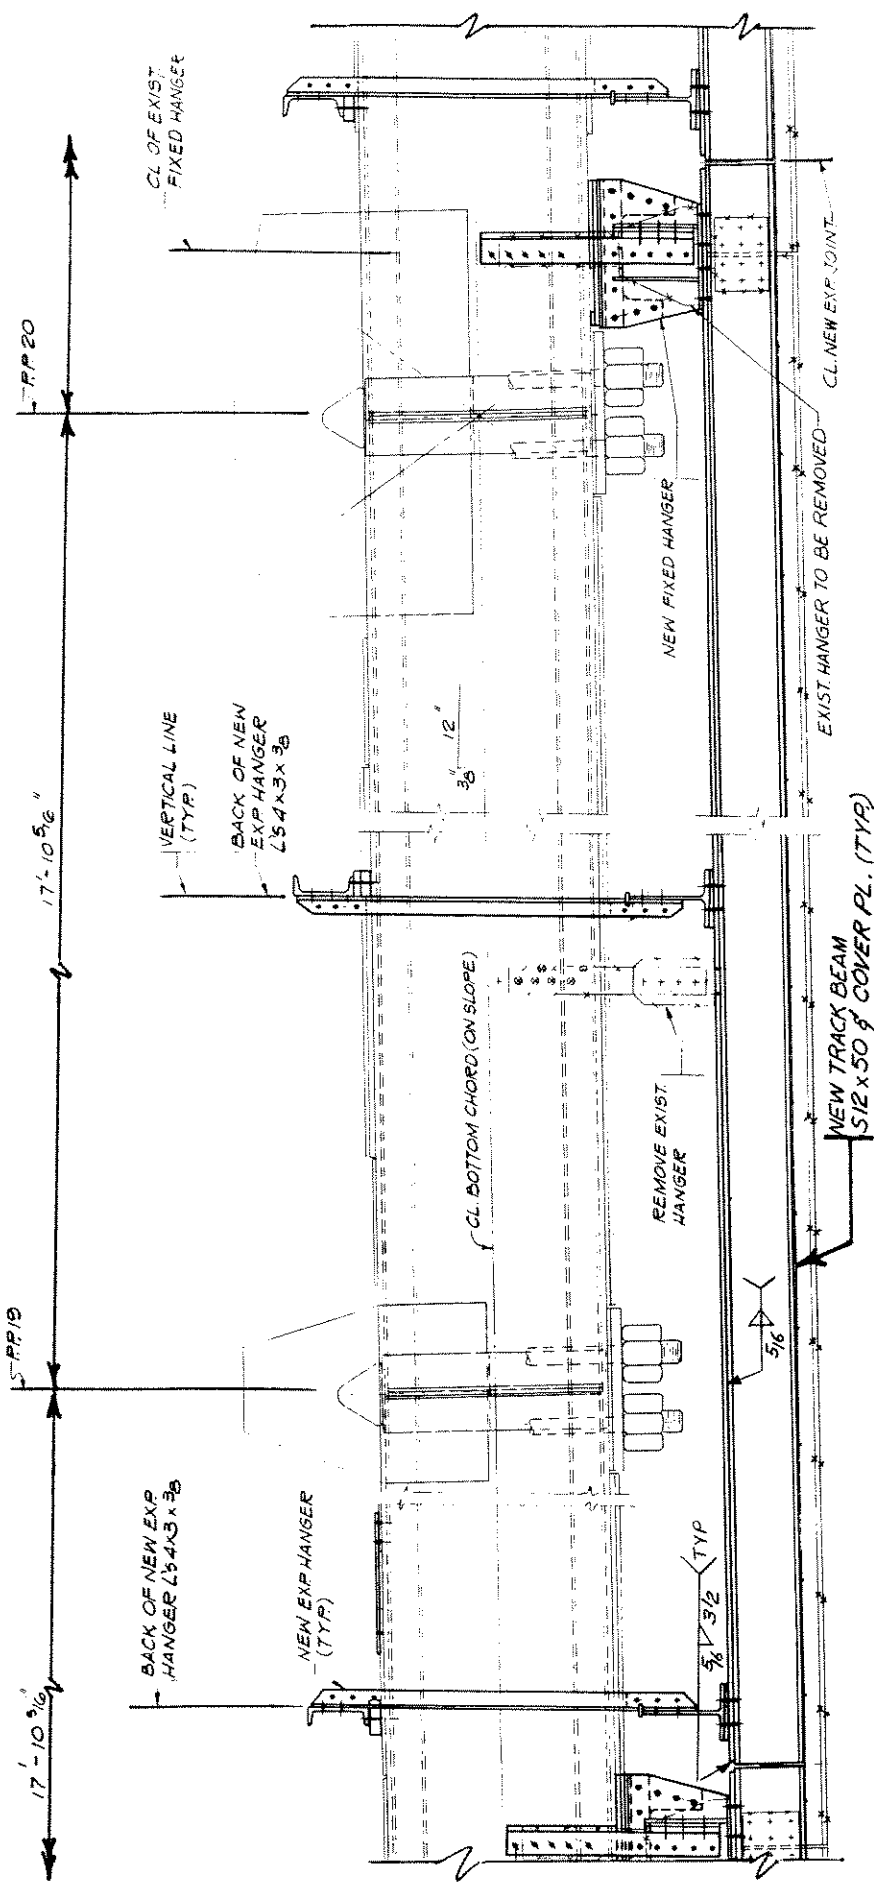 17'-10 5/16"
17'-10 5/16"
P.P. 19
P.P. 20
BACK OF NEW EXP.
HANGER L's 4x3x3/8
VERTICAL LINE
(TYP.)
BACK OF NEW
EXP. HANGER
L's 4x3x3/8
CL OF EXIST.
FIXED HANGER
NEW EXP. HANGER
(TYP.)
CL. BOTTOM CHORD (ON SLOPE)
12"
3/8"
REMOVE EXIST.
HANGER
NEW FIXED HANGER
TYP
5/16 3 1/2
5/16
EXIST. HANGER TO BE REMOVED
CL. NEW EXP. JOINT
NEW TRACK BEAM
S12x50 & COVER PL. (TYP.)